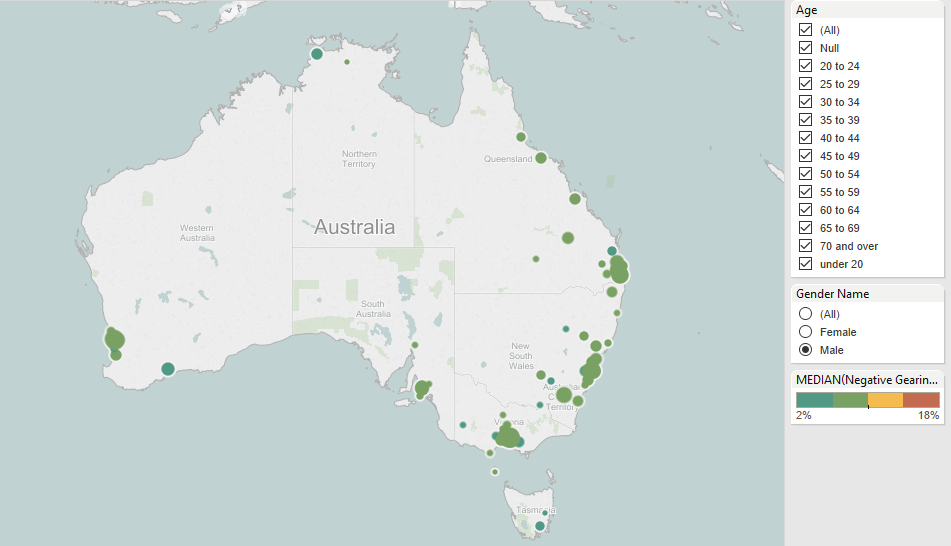 Northern
Territory
Queensland
Australia
Western
Australia
South
Australia
New
South
Wales
Territory
Age
(All)
Null
20 to 24
25 to 29
30 to 34
35 to 39
40 to 44
45 to 49
50 to 54
55 to 59
60 to 64
65 to 69
70 and over
under 20
Gender Name
(All)
Female
Male
MEDIAN(Negative Gearin...
2%
18%